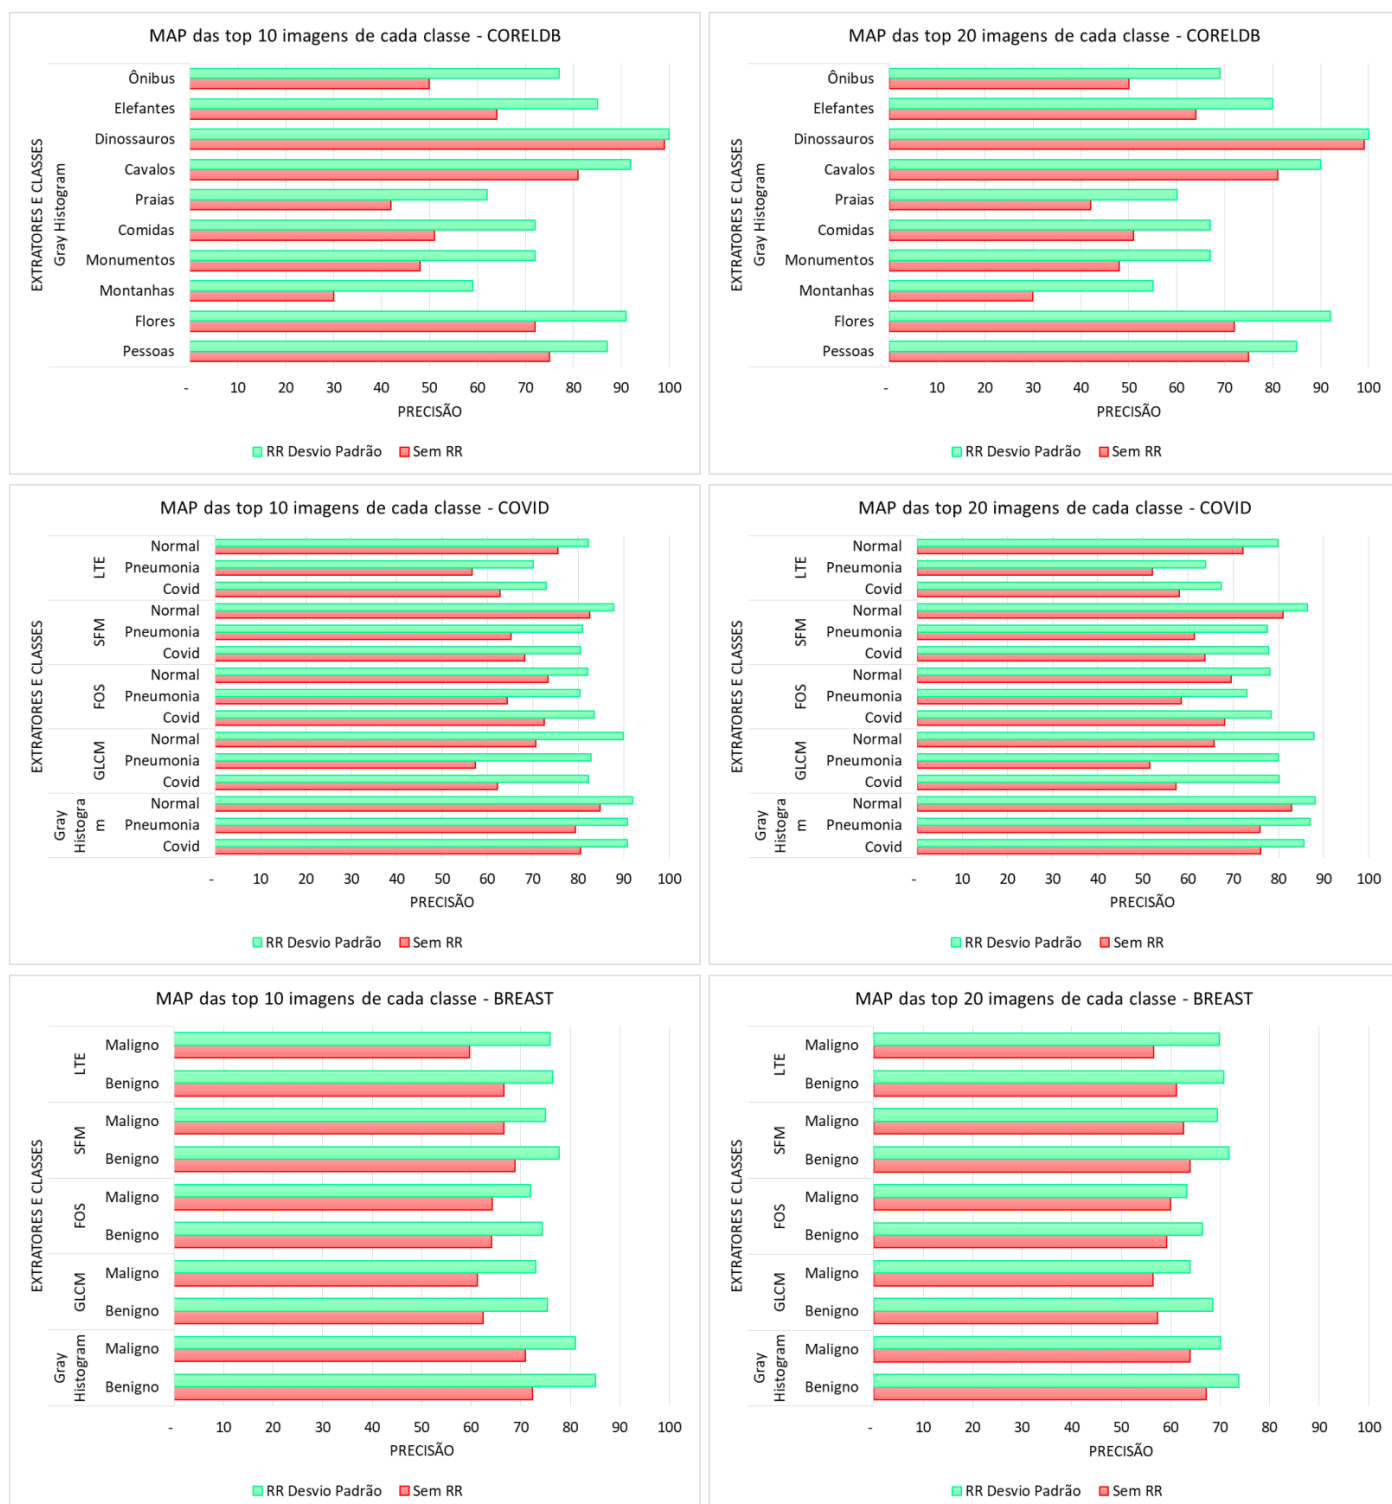 MAP das top 10 imagens de cada classe - CORELDB
EXTRATORES E CLASSES
Gray Histogram
Ônibus
Elefantes
Dinossauros
Cavalos
Praias
Comidas
Monumentos
Montanhas
Flores
Pessoas
- 10 20 30 40 50 60 70 80 90 100
PRECISÃO
RR Desvio Padrão Sem RR
MAP das top 20 imagens de cada classe - CORELDB
EXTRATORES E CLASSES
Gray Histogram
Ônibus
Elefantes
Dinossauros
Cavalos
Praias
Comidas
Monumentos
Montanhas
Flores
Pessoas
- 10 20 30 40 50 60 70 80 90 100
PRECISÃO
RR Desvio Padrão Sem RR
MAP das top 10 imagens de cada classe - COVID
EXTRATORES E CLASSES
LTE
Normal
Pneumonia
Covid
SFM
Normal
Pneumonia
Covid
FOS
Normal
Pneumonia
Covid
GLCM
Normal
Pneumonia
Covid
Gray
Histogra
m
Normal
Pneumonia
Covid
- 10 20 30 40 50 60 70 80 90 100
PRECISÃO
RR Desvio Padrão Sem RR
MAP das top 20 imagens de cada classe - COVID
EXTRATORES E CLASSES
LTE
Normal
Pneumonia
Covid
SFM
Normal
Pneumonia
Covid
FOS
Normal
Pneumonia
Covid
GLCM
Normal
Pneumonia
Covid
Gray
Histogra
m
Normal
Pneumonia
Covid
- 10 20 30 40 50 60 70 80 90 100
PRECISÃO
RR Desvio Padrão Sem RR
MAP das top 10 imagens de cada classe - BREAST
EXTRATORES E CLASSES
LTE
Maligno
Benigno
SFM
Maligno
Benigno
FOS
Maligno
Benigno
GLCM
Maligno
Benigno
Gray
Histogram
Maligno
Benigno
- 10 20 30 40 50 60 70 80 90 100
PRECISÃO
RR Desvio Padrão Sem RR
MAP das top 20 imagens de cada classe - BREAST
EXTRATORES E CLASSES
LTE
Maligno
Benigno
SFM
Maligno
Benigno
FOS
Maligno
Benigno
GLCM
Maligno
Benigno
Gray
Histogram
Maligno
Benigno
- 10 20 30 40 50 60 70 80 90 100
PRECISÃO
RR Desvio Padrão Sem RR